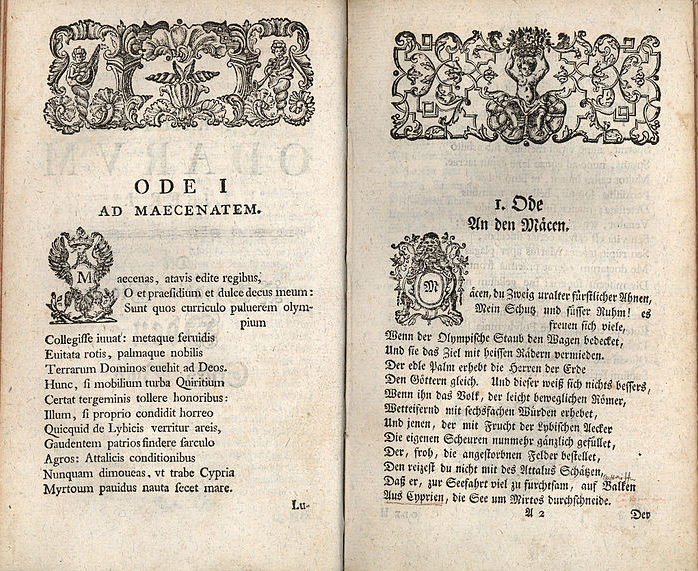 ODE I
AD MAECENATEM.
Maecenas, atavis edite regibus,
O et praesidium et dulce decus meum:
Sunt quos curriculo puluerem olym-
pium
Collegiſſe iuuat: metaque feruidis
Euitata rotis, palmaque nobilis
Terrarum Dominos euehit ad Deos.
Hunc, ſi mobilium turba Quiritium
Certat tergeminis tollere honoribus:
Illum, ſi proprio condidit horreo
Quicquid de Lybicis verritur areis,
Gaudentem patrios findere ſarculo
Agros: Attalicis conditionibus
Nunquam dimoueas, vt trabe Cypria
Myrtoum pauidus nauta ſecet mare.
Lu-
1. Ode
An den Mäcen.
Mäcen, du Zweig uralter fürſtlicher Ahnen,
Mein Schutz und ſüſſer Ruhm! es
freuen ſich viele,
Wenn der Olympiſche Staub den Wagen bedecket,
Und ſie das Ziel mit heiſſen Rädern vermieden.
Der edle Palm erhebt die Herren der Erde
Den Göttern gleich. Und dieſer weiß ſich nichts beſſers,
Wenn ihn das Volk, der leicht beweglichen Römer,
Wetteifernd mit ſechsfachen Würden erhebet,
Und jenen, der mit Frucht der Lybiſchen Aecker
Die eigenen Scheuren nunmehr gänzlich gefüllet,
Der, froh, die angeſtorbnen Felder beſtellet,
Den reizeſt du nicht mit des Attalus Schätzen,
Daß er, zur Seefahrt viel zu furchtſam, auf Balken
Aus Cyprien, die See um Mirtos durchſchneide.
A 2
Der